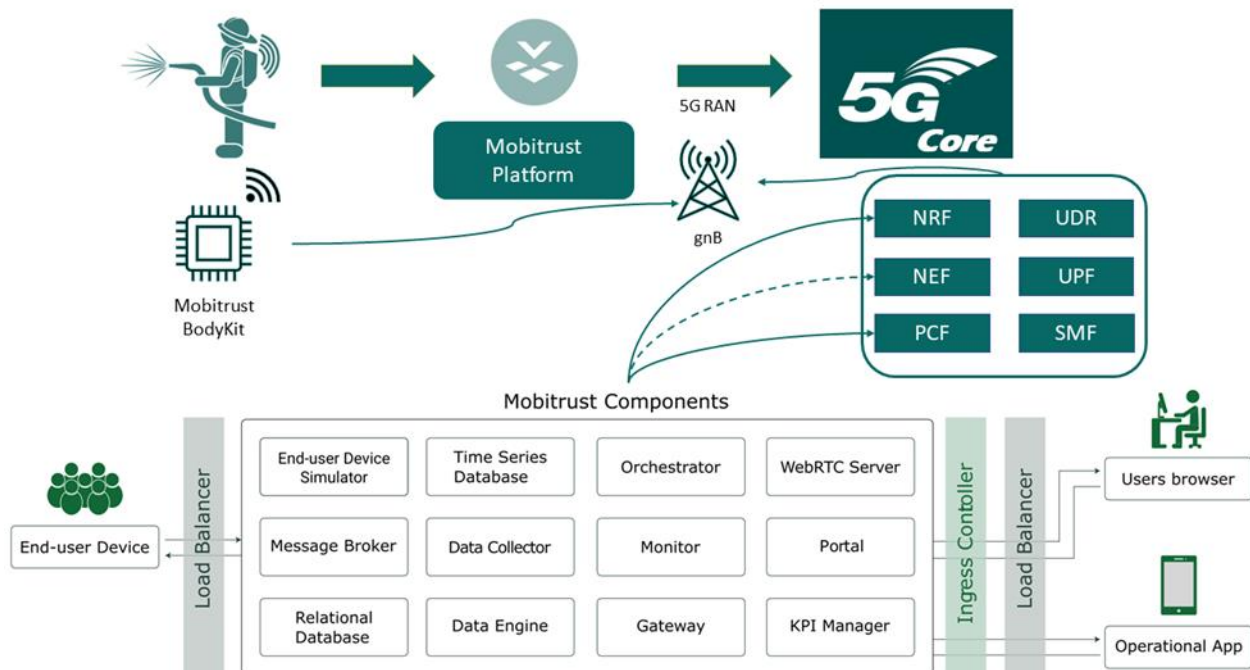 5G
Core
5G RAN
Mobitrust
Platform
gnB
Mobitrust
BodyKit
NRF
UDR
NEF
UPF
PCF
SMF
Mobitrust Components
End-user Device
Load Balancer
End-user Device
Simulator
Time Series
Database
Orchestrator
WebRTC Server
Message Broker
Data Collector
Monitor
Portal
Relational
Database
Data Engine
Gateway
KPI Manager
Ingress Contoller
Load Balancer
Users browser
Operational App